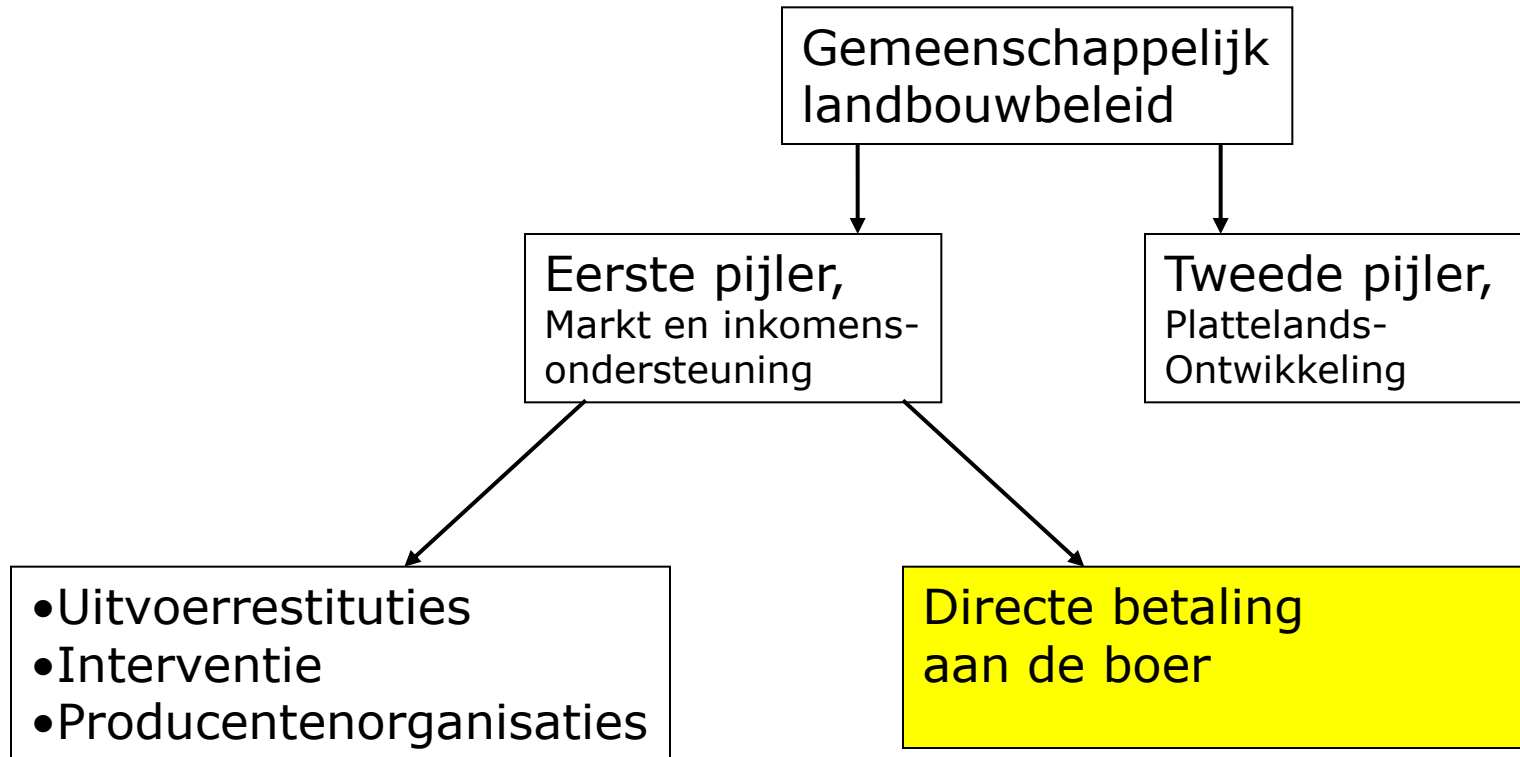 Gemeenschappelijk
landbouwbeleid
Eerste pijler,
Markt en inkomens-
ondersteuning
Tweede pijler,
Plattelands-
Ontwikkeling
•Uitvoerrestituties
•Interventie
•Producentenorganisaties
Directe betaling
aan de boer